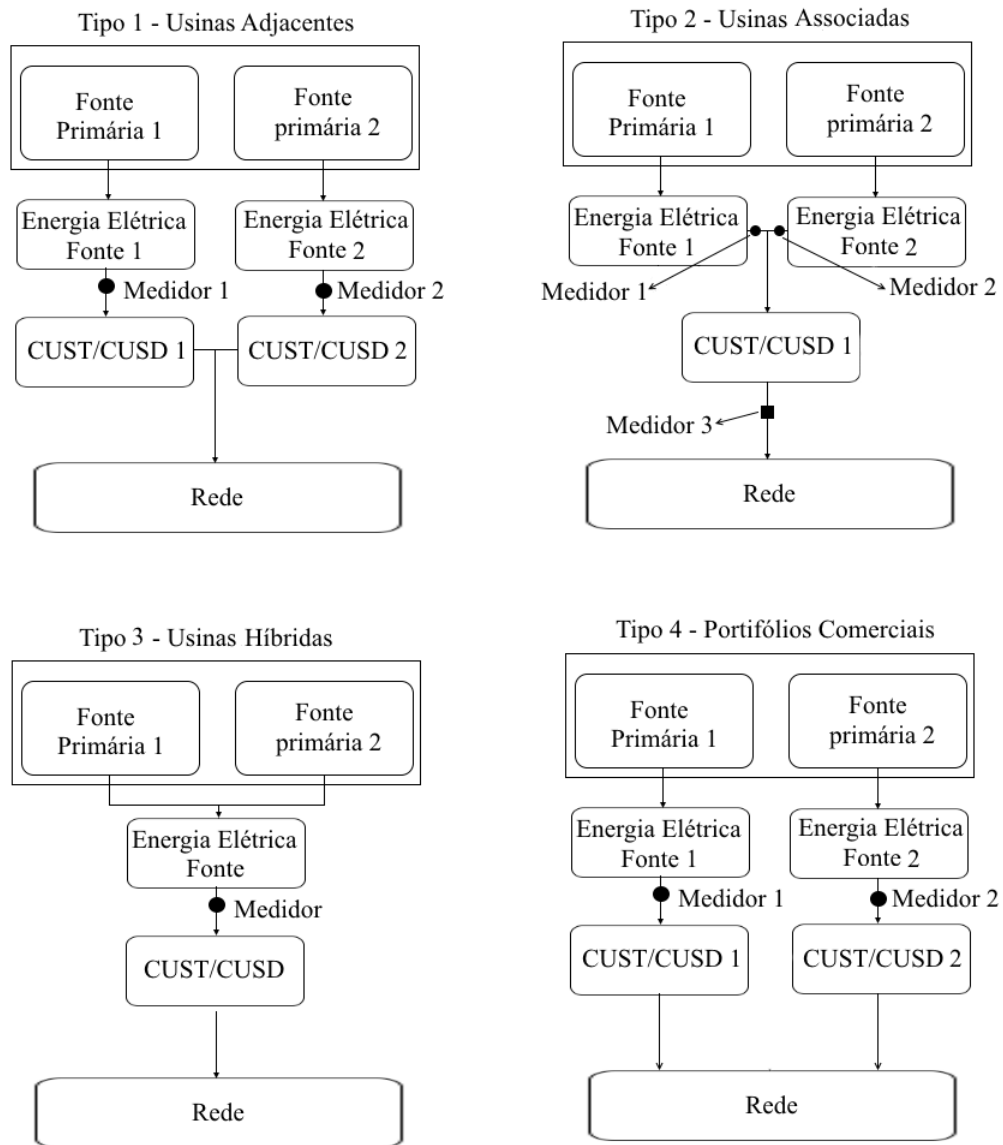 Tipo 1 - Usinas Adjacentes
Fonte
Primária 1
Fonte
primária 2
Energia Elétrica
Fonte 1
Energia Elétrica
Fonte 2
Medidor 1
Medidor 2
CUST/CUSD 1
CUST/CUSD 2
Rede
Tipo 2 - Usinas Associadas
Fonte
Primária 1
Fonte
primária 2
Energia Elétrica
Fonte 1
Energia Elétrica
Fonte 2
Medidor 1
Medidor 2
CUST/CUSD 1
Medidor 3
Rede
Tipo 3 - Usinas Híbridas
Fonte
Primária 1
Fonte
primária 2
Energia Elétrica
Fonte
Medidor
CUST/CUSD
Rede
Tipo 4 - Portifólios Comerciais
Fonte
Primária 1
Fonte
primária 2
Energia Elétrica
Fonte 1
Energia Elétrica
Fonte 2
Medidor 1
Medidor 2
CUST/CUSD 1
CUST/CUSD 2
Rede